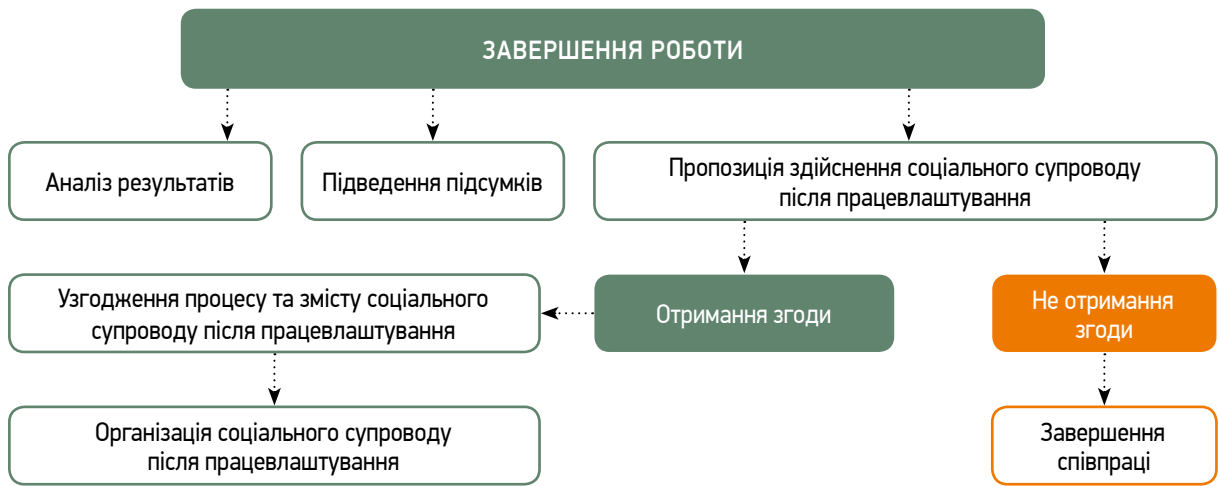 ЗАВЕРШЕННЯ РОБОТИ
Аналіз результатів
Підведення підсумків
Пропозиція здійснення соціального супроводу
після працевлаштування
Узгодження процесу та змісту соціального
супроводу після працевлаштування
Отримання згоди
Не отримання
згоди
Організація соціального супроводу
після працевлаштування
Завершення
співпраці